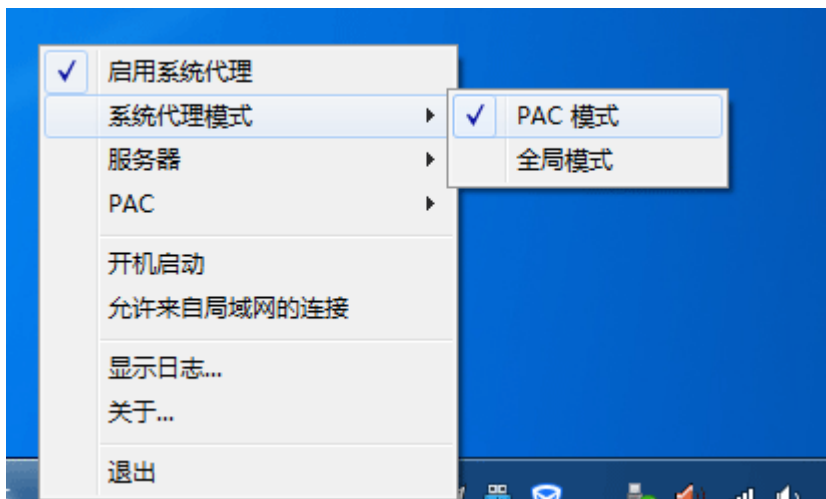 启用系统代理
系统代理模式
PAC 模式
服务器
全局模式
PAC
开机启动
允许来自局域网的连接
显示日志...
关于...
退出